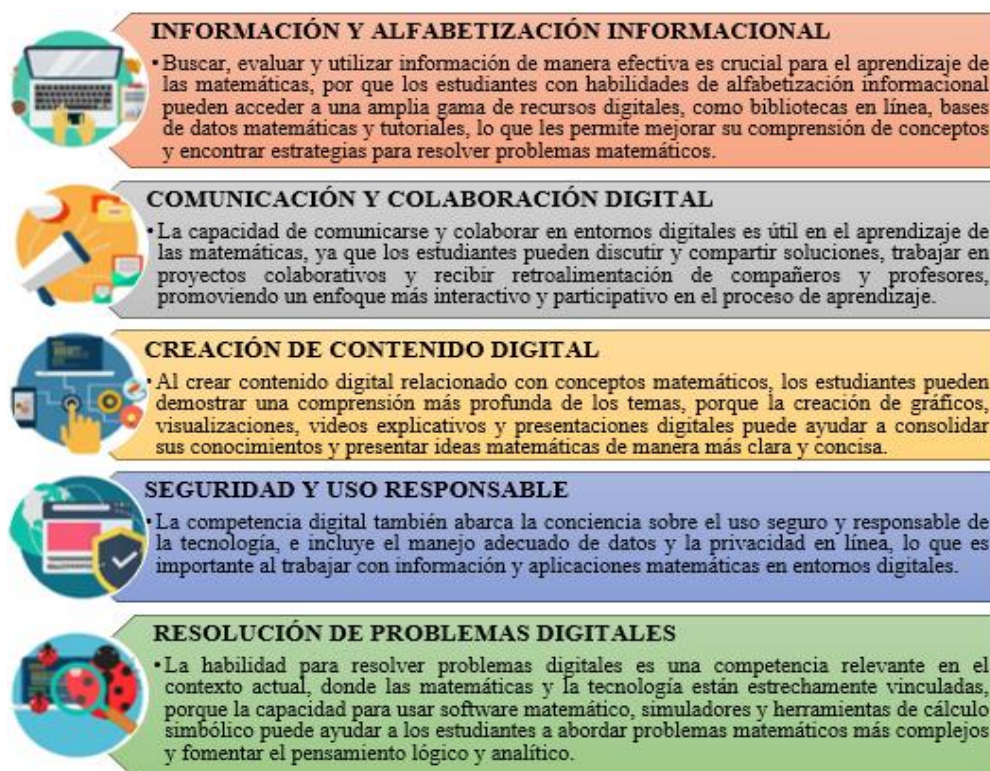 INFORMACIÓN Y ALFABETIZACIÓN INFORMACIONAL
•Buscar, evaluar y utilizar información de manera efectiva es crucial para el aprendizaje de
las matemáticas, por que los estudiantes con habilidades de alfabetización informacional
pueden acceder a una amplia gama de recursos digitales, como bibliotecas en línea, bases
de datos matemáticas y tutoriales, lo que les permite mejorar su comprensión de conceptos
y encontrar estrategias para resolver problemas matemáticos.
COMUNICACIÓN Y COLABORACIÓN DIGITAL
•La capacidad de comunicarse y colaborar en entornos digitales es útil en el aprendizaje de
las matemáticas, ya que los estudiantes pueden discutir y compartir soluciones, trabajar en
proyectos colaborativos y recibir retroalimentación de compañeros y profesores,
promoviendo un enfoque más interactivo y participativo en el proceso de aprendizaje.
CREACIÓN DE CONTENIDO DIGITAL
•Al crear contenido digital relacionado con conceptos matemáticos, los estudiantes pueden
demostrar una comprensión más profunda de los temas, porque la creación de gráficos,
visualizaciones, videos explicativos y presentaciones digitales puede ayudar a consolidar
sus conocimientos y presentar ideas matemáticas de manera más clara y concisa.
SEGURIDAD Y USO RESPONSABLE
•La competencia digital también abarca la conciencia sobre el uso seguro y responsable de
la tecnología, e incluye el manejo adecuado de datos y la privacidad en línea, lo que es
importante al trabajar con información y aplicaciones matemáticas en entornos digitales.
RESOLUCIÓN DE PROBLEMAS DIGITALES
•La habilidad para resolver problemas digitales es una competencia relevante en el
contexto actual, donde las matemáticas y la tecnología están estrechamente vinculadas,
porque la capacidad para usar software matemático, simuladores y herramientas de cálculo
simbólico puede ayudar a los estudiantes a abordar problemas matemáticos más complejos
y fomentar el pensamiento lógico y analítico.